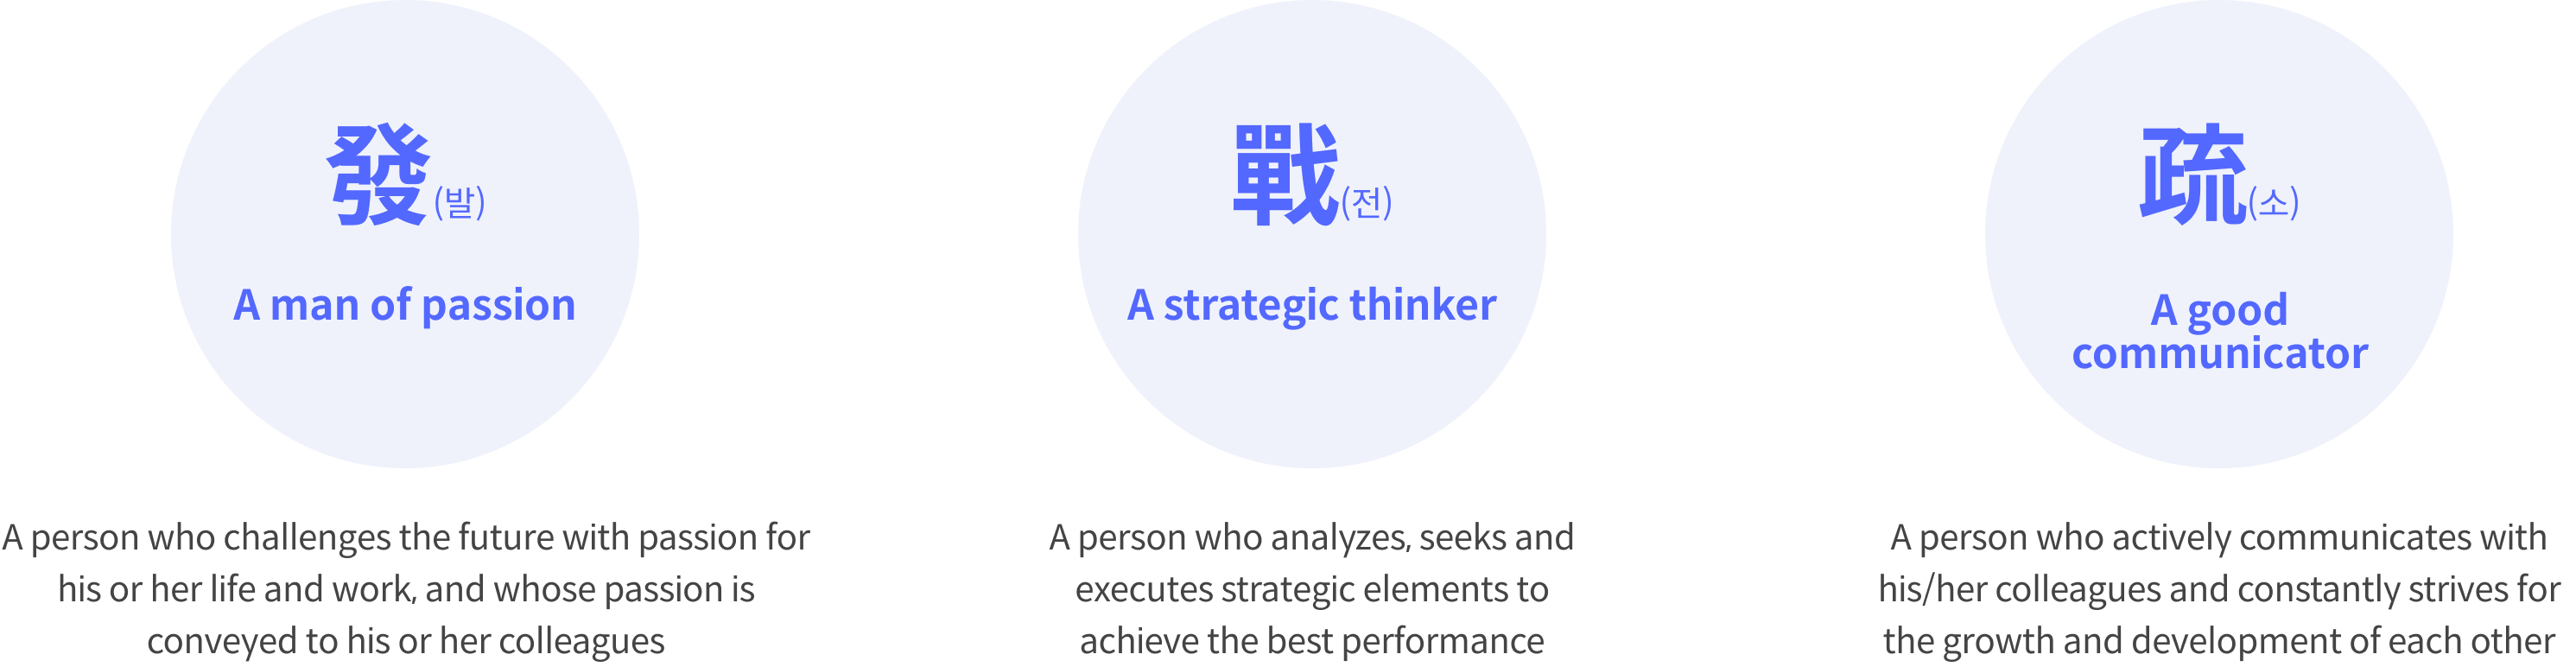 發(발)
A man of passion
A person who challenges the future with passion for
his or her life and work, and whose passion is
conveyed to his or her colleagues
戰(전)
A strategic thinker
A person who analyzes, seeks and
executes strategic elements to
achieve the best performance
疏(소)
A good
communicator
A person who actively communicates with
his/her colleagues and constantly strives for
the growth and development of each other